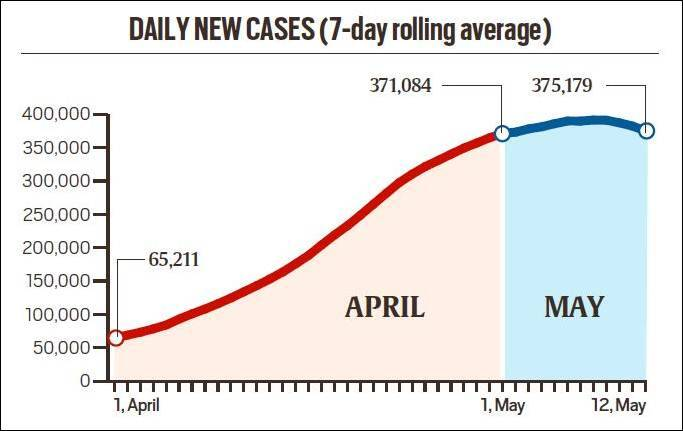 DAILY NEW CASES (7-day rolling average)
371,084
375,179
400,000
350,000
300,000
250,000
200,000
150,000
100,000
50,000
0
65,211
APRIL
MAY
1, April
1, May
12, May